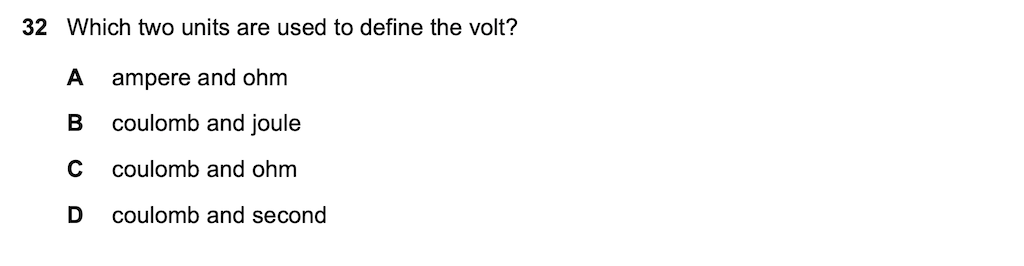 32 Which two units are used to define the volt?
A ampere and ohm
B coulomb and joule
C coulomb and ohm
D coulomb and second